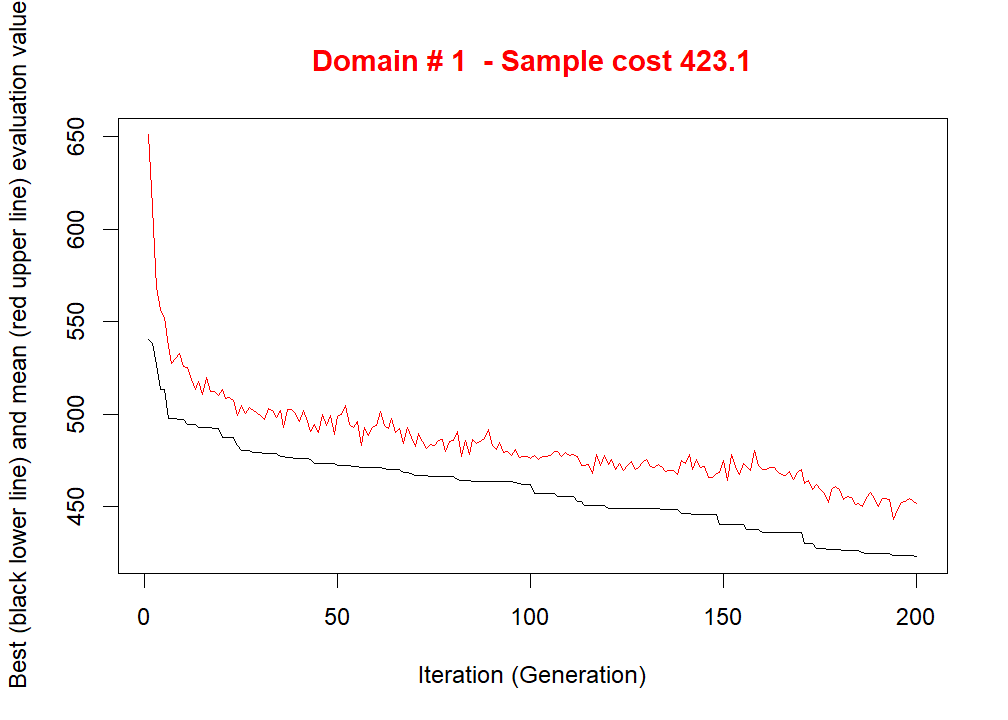 Domain # 1  - Sample cost 423.1
Best (black lower line) and mean (red upper line) evaluation value
650
600
550
500
450
0 50 100 150 200
Iteration (Generation)